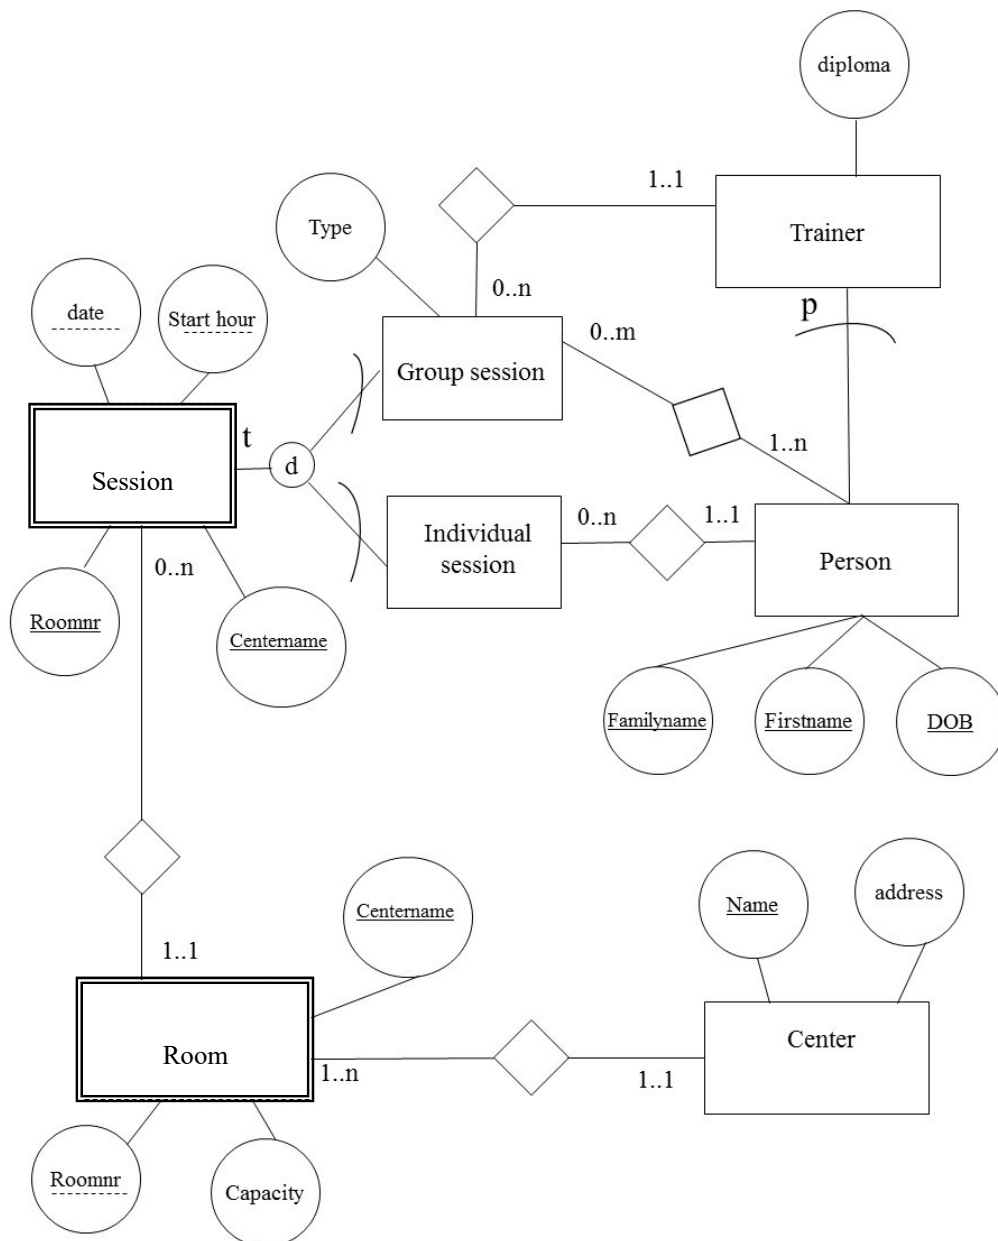 diploma
1..1
Trainer
Type
0..n
p
date
Start hour
0..m
Group session
t
d
1..n
Session
Individual
session
0..n
1..1
Person
0..n
Roomnr
Centername
Familyname
Firstname
DOB
Centername
Name
address
1..1
Room
1..n
1..1
Center
Roomnr
Capacity